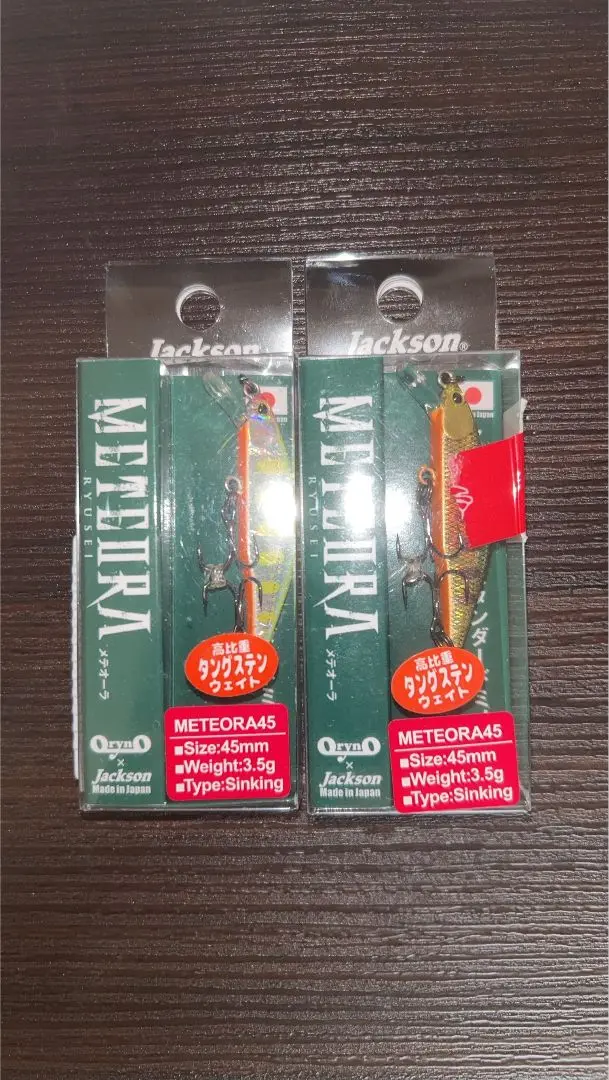 Jackson
METEORA
RYUSEI
メテオーラ
高比重
タングステン
ウェイト
METEORA45
■Size:45mm
■Weight:3.5g
■Type:Sinking
OrynO
×
Jackson
Made in Japan
Jackson®
METEORA
RYUSEI
メテオーラ
Japan
高比重
タングステン
ウェイト
METEORA45
■Size:45mm
■Weight:3.5g
■Type:Sinking
OrynO
×
Jackson
Made in Japan